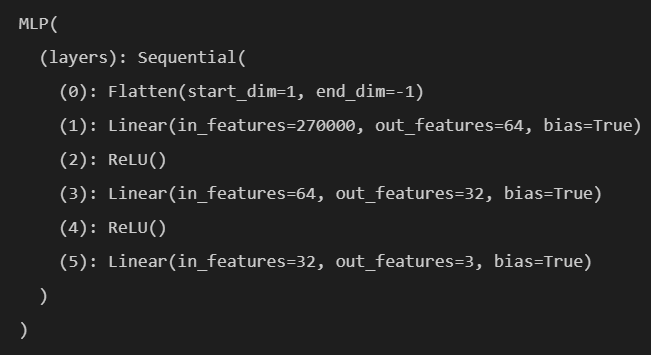 MLP(
  (layers): Sequential(
    (0): Flatten(start_dim=1, end_dim=-1)
    (1): Linear(in_features=270000, out_features=64, bias=True)
    (2): ReLU()
    (3): Linear(in_features=64, out_features=32, bias=True)
    (4): ReLU()
    (5): Linear(in_features=32, out_features=3, bias=True)
  )
)